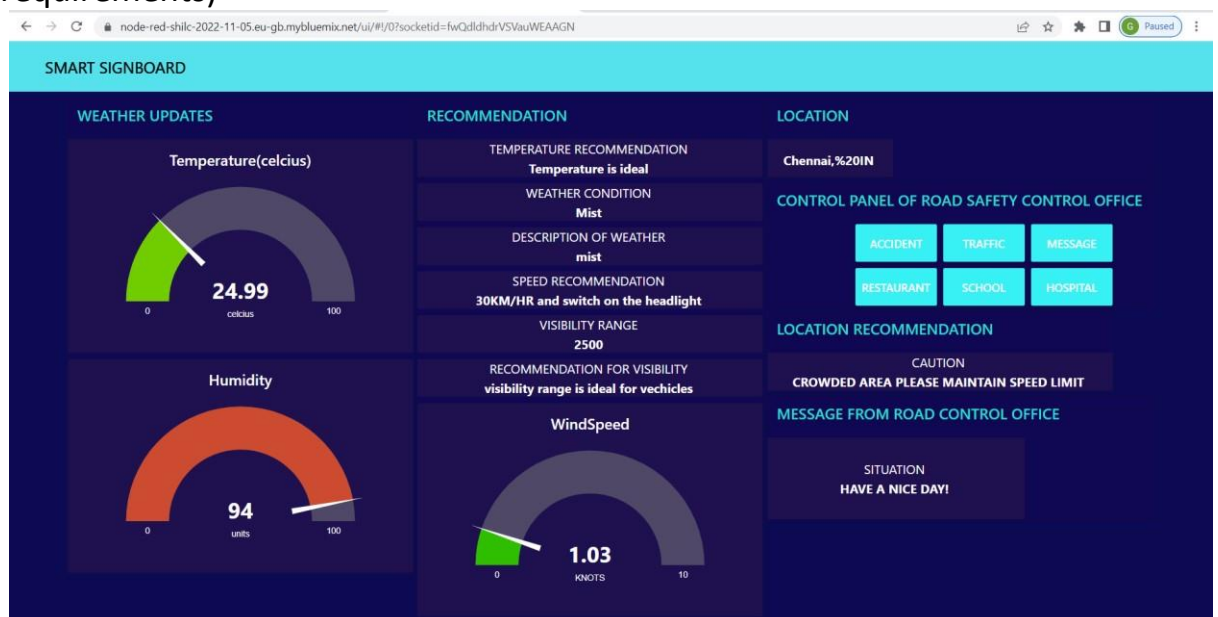 requirements)
node-red-shilc-2022-11-05.eu-gb.mybluemix.net/ui/#!/0?socketid=fwQdldhdrVSVauWEAAGN
G Paused
SMART SIGNBOARD
WEATHER UPDATES
Temperature(celcius)
24.99
celcius
0
100
Humidity
94
units
0
100
RECOMMENDATION
TEMPERATURE RECOMMENDATION
Temperature is ideal
WEATHER CONDITION
Mist
DESCRIPTION OF WEATHER
mist
SPEED RECOMMENDATION
30KM/HR and switch on the headlight
VISIBILITY RANGE
2500
RECOMMENDATION FOR VISIBILITY
visibility range is ideal for vechicles
WindSpeed
1.03
KNOTS
0
10
LOCATION
Chennai,%20IN
CONTROL PANEL OF ROAD SAFETY CONTROL OFFICE
ACCIDENT TRAFFIC MESSAGE
RESTAURANT SCHOOL HOSPITAL
LOCATION RECOMMENDATION
CAUTION
CROWDED AREA PLEASE MAINTAIN SPEED LIMIT
MESSAGE FROM ROAD CONTROL OFFICE
SITUATION
HAVE A NICE DAY!